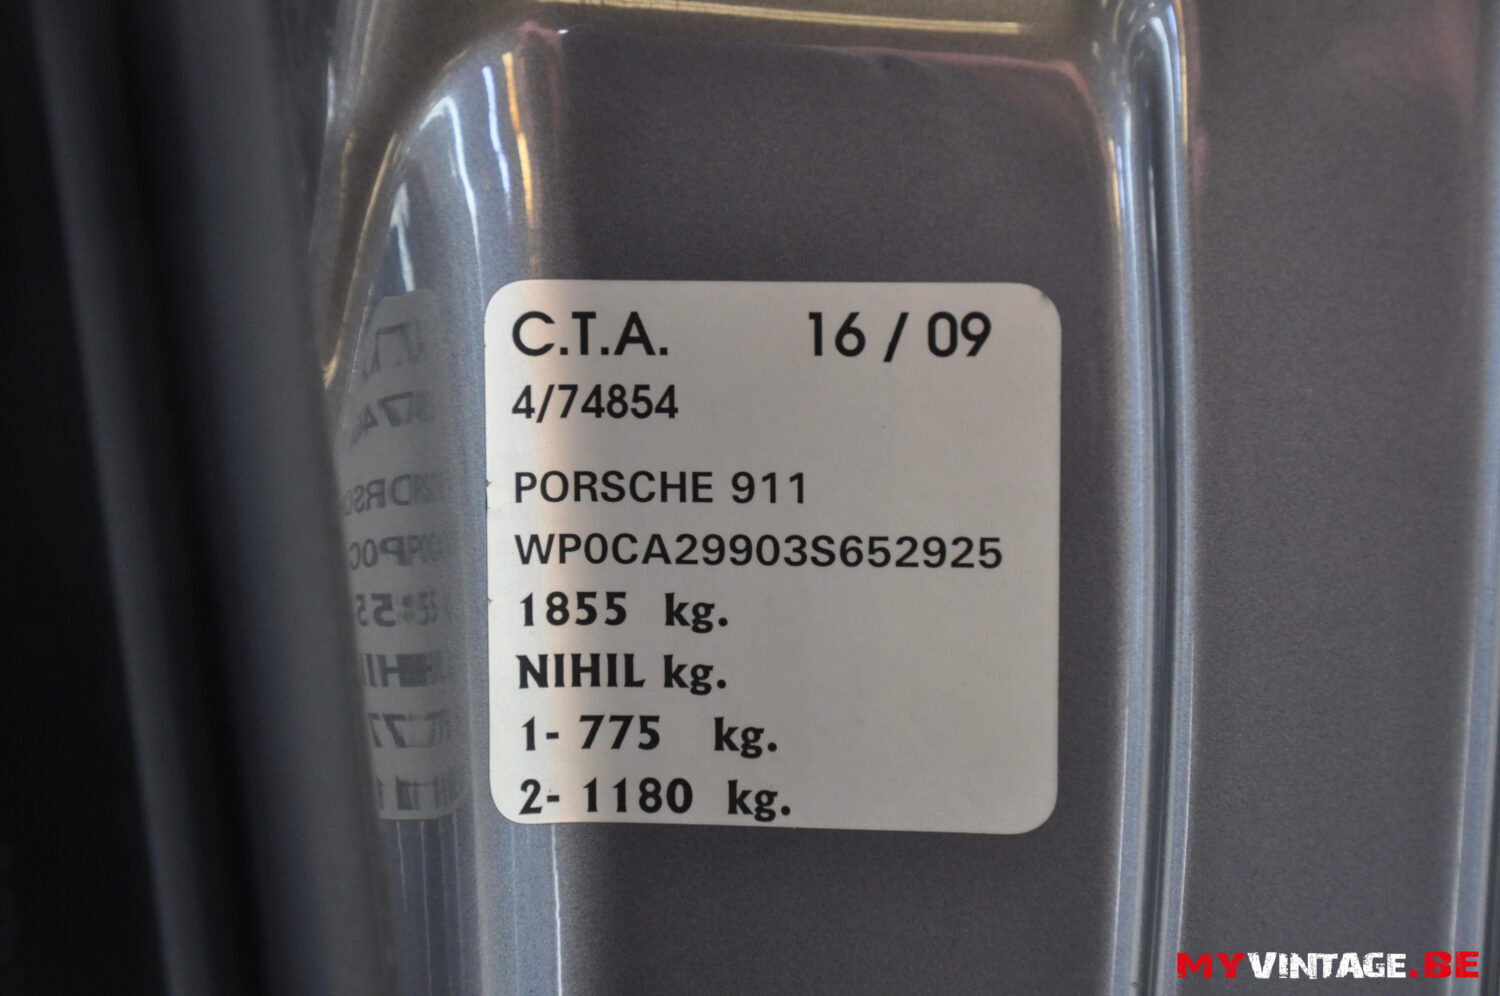 C.T.A. 16 / 09
4/74854
PORSCHE 911
WP0CA29903S652925
1855 kg.
NIHIL kg.
1- 775 kg.
2- 1180 kg.
MYVINTAGE.BE